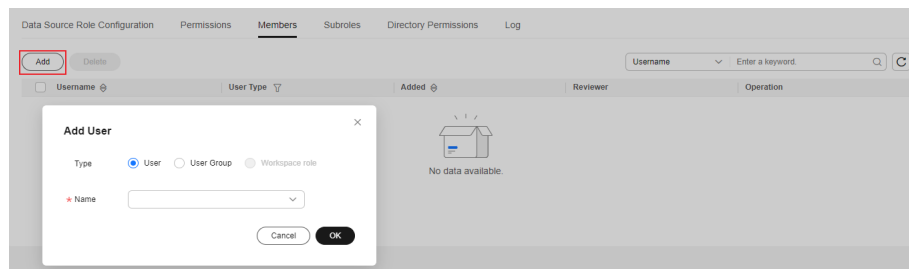 Data Source Role Configuration Permissions Members Subroles Directory Permissions Log
Add Delete Username Enter a keyword.
Username User Type Added Reviewer Operation
Add User
Type User User Group Workspace role
No data available.
* Name
Cancel OK